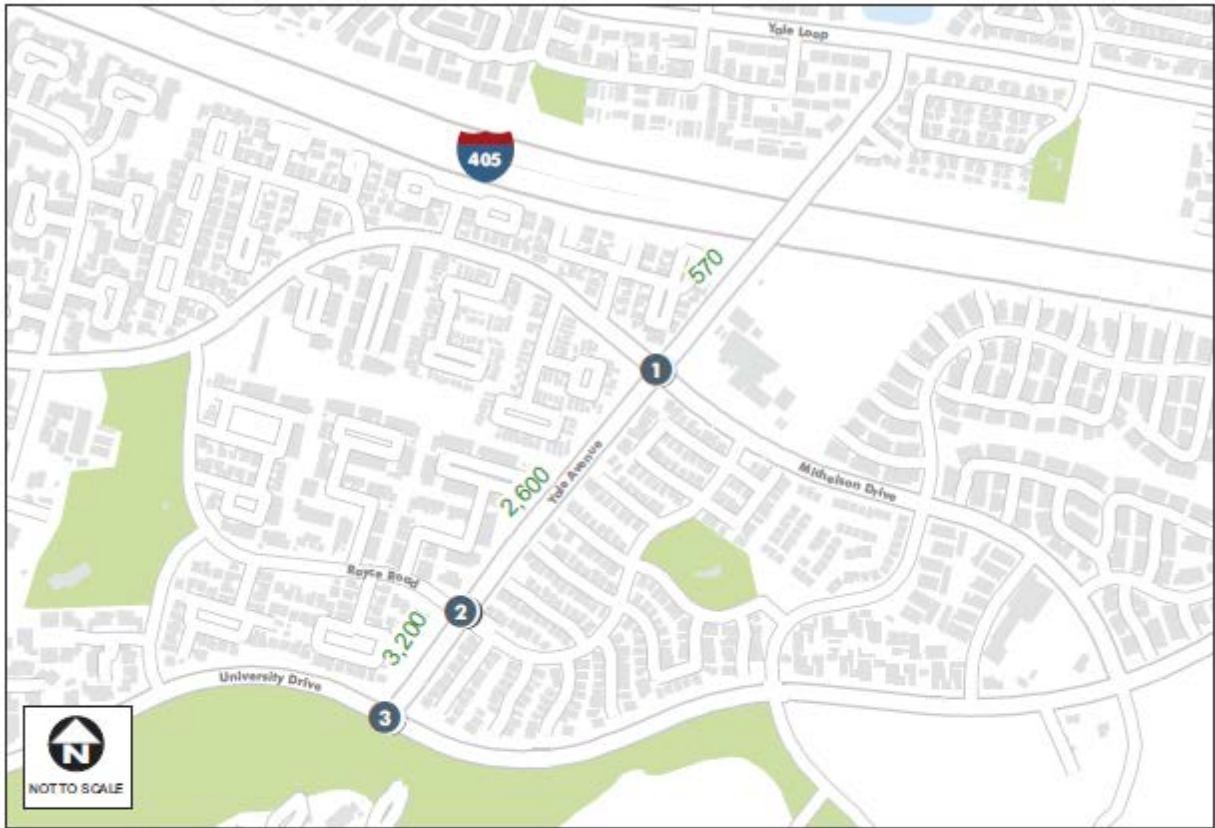 Yale Loop
405
570
1
2,600
Yale Avenue
Michelson Drive
Royce Road
2
3,200
University Drive
3
N
NOT TO SCALE